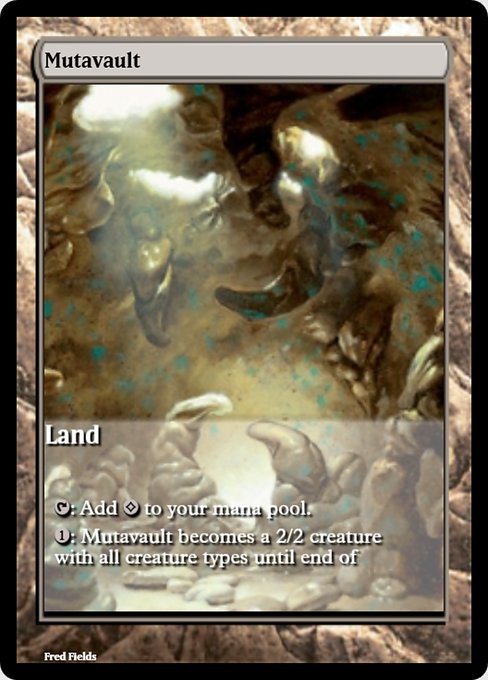 Mutavault
Land
: Add to your mana pool.
1: Mutavault becomes a 2/2 creature
with all creature types until end of
Fred Fields